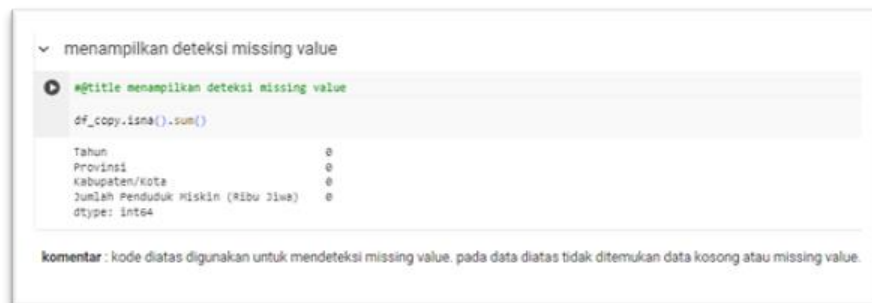 menampilkan deteksi missing value
#@title menampilkan deteksi missing value
df_copy.isna().sum()
Tahun 0
Provinsi 0
Kabupaten/Kota 0
Jumlah Penduduk Miskin (Ribu Jiwa) 0
dtype: int64
komentar : kode diatas digunakan untuk mendeteksi missing value. pada data diatas tidak ditemukan data kosong atau missing value.